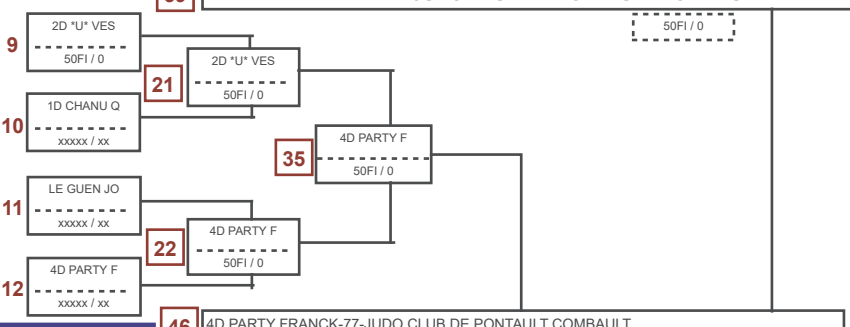 50FI / 0
9
2D *U* VES
50FI / 0
21
2D *U* VES
50FI / 0
10
1D CHANU Q
xxxxx / xx
35
4D PARTY F
50FI / 0
11
LE GUEN JO
xxxxx / xx
22
4D PARTY F
50FI / 0
12
4D PARTY F
xxxxx / xx
46
4D PARTY FRANCK-77-JUDO CLUB DE PONTAULT COMBAULT